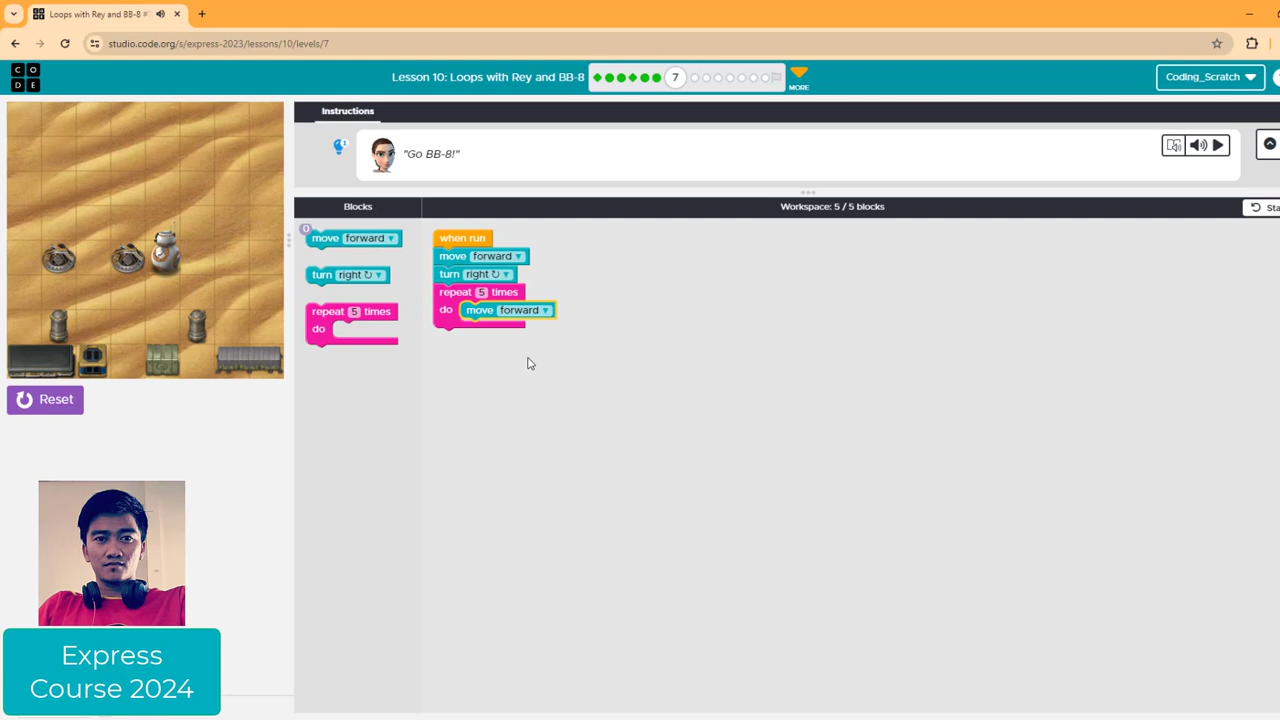 Loops with Rey and BB-8 #
studio.code.org/s/express-2023/lessons/10/levels/7
C O
D E
Lesson 10: Loops with Rey and BB-8
7
MORE
Coding_Scratch
Instructions
1
"Go BB-8!"
Blocks
Workspace: 5 / 5 blocks
Sta
0
move forward
turn right
repeat 5 times
do
when run
move forward
turn right
repeat 5 times
do move forward
Reset
Express
Course 2024